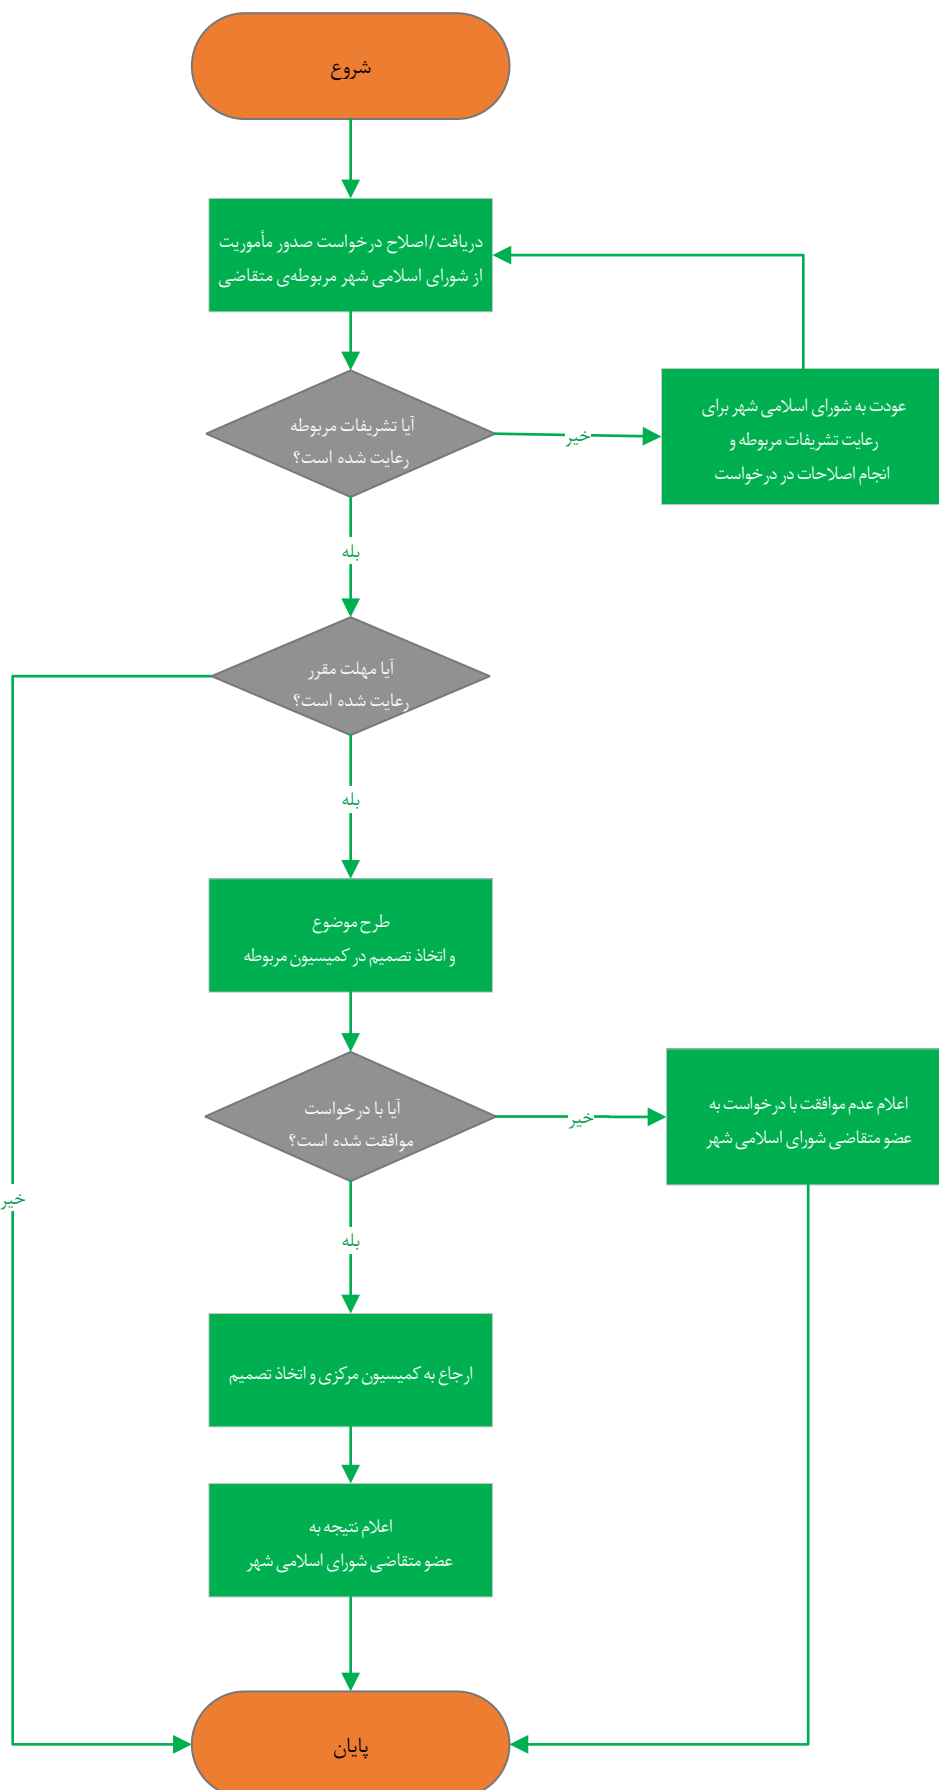 شروع
دریافت/اصلاح درخواست صدور مأموریت
از شورای اسلامی شهر مربوطه‌ی متقاضی
عودت به شورای اسلامی شهر برای
رعایت تشریفات مربوطه و
انجام اصلاحات در درخواست
آیا تشریفات مربوطه
رعایت شده است؟
خیر
بله
آیا مهلت مقرر
رعایت شده است؟
بله
طرح موضوع
و اتخاذ تصمیم در کمیسیون مربوطه
آیا با درخواست
موافقت شده است؟
خیر
اعلام عدم موافقت با درخواست به
عضو متقاضی شورای اسلامی شهر
خیر
بله
ارجاع به کمیسیون مرکزی و اتخاذ تصمیم
اعلام نتیجه به
عضو متقاضی شورای اسلامی شهر
پایان